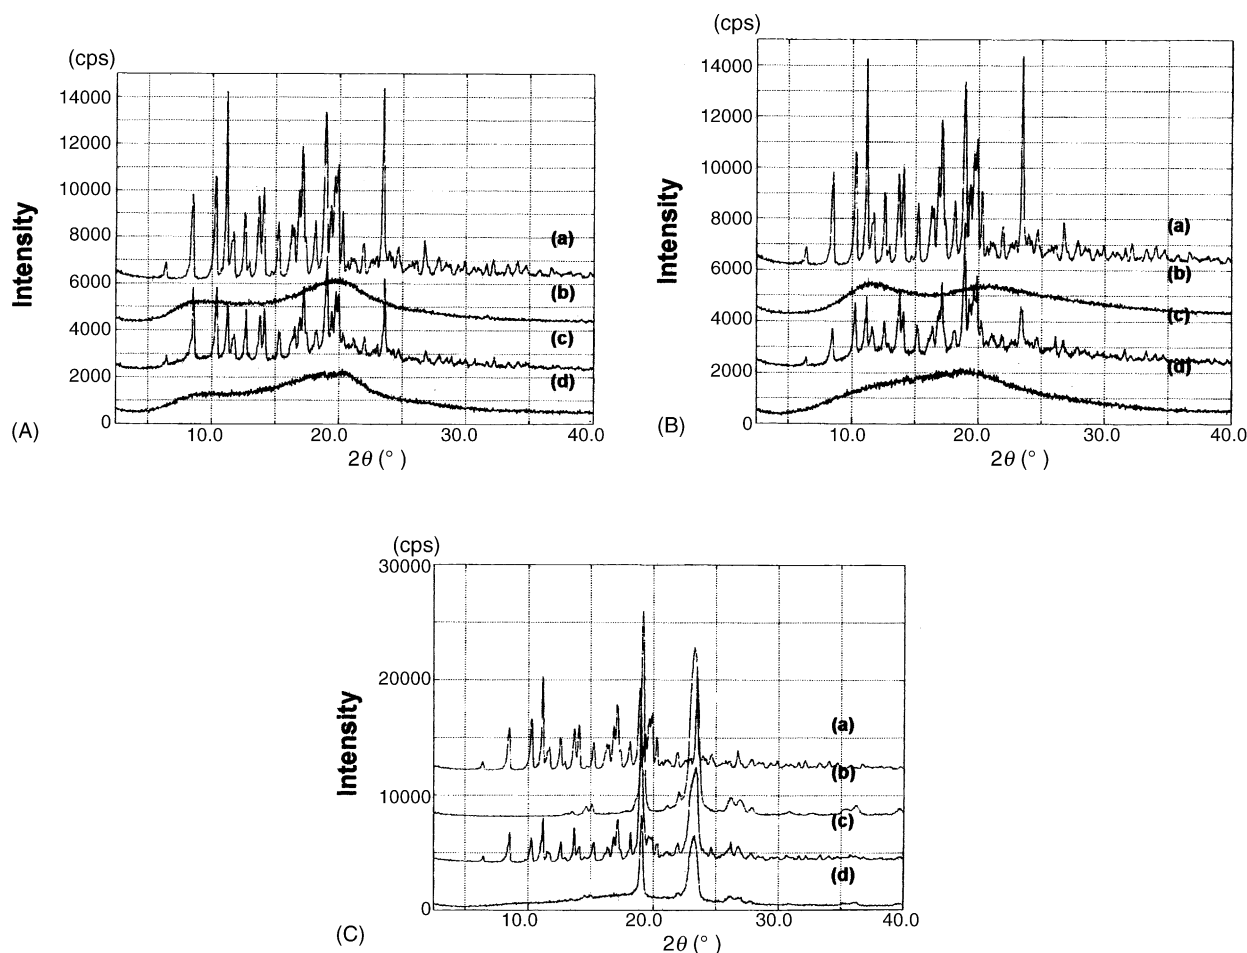 (cps)
14000
12000
10000
8000
6000
4000
2000
0
Intensity
(a)
(b)
(c)
(d)
10.0
20.0
30.0
40.0
2θ (°)
(A)
(cps)
14000
12000
10000
8000
6000
4000
2000
0
Intensity
(a)
(b)
(c)
(d)
10.0
20.0
30.0
40.0
2θ (°)
(B)
(cps)
30000
20000
10000
0
Intensity
(a)
(b)
(c)
(d)
10.0
20.0
30.0
40.0
2θ (°)
(C)